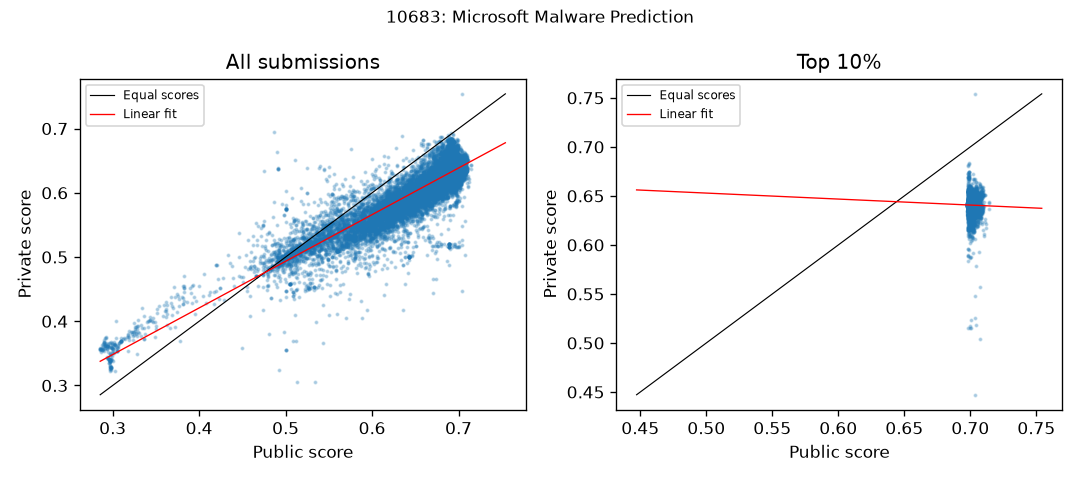 10683: Microsoft Malware Prediction
All submissions
Equal scores
Linear fit
0.7
0.6
0.5
0.4
0.3
Private score
0.3 0.4 0.5 0.6 0.7
Public score
Top 10%
Equal scores
Linear fit
0.75
0.70
0.65
0.60
0.55
0.50
0.45
Private score
0.45 0.50 0.55 0.60 0.65 0.70 0.75
Public score